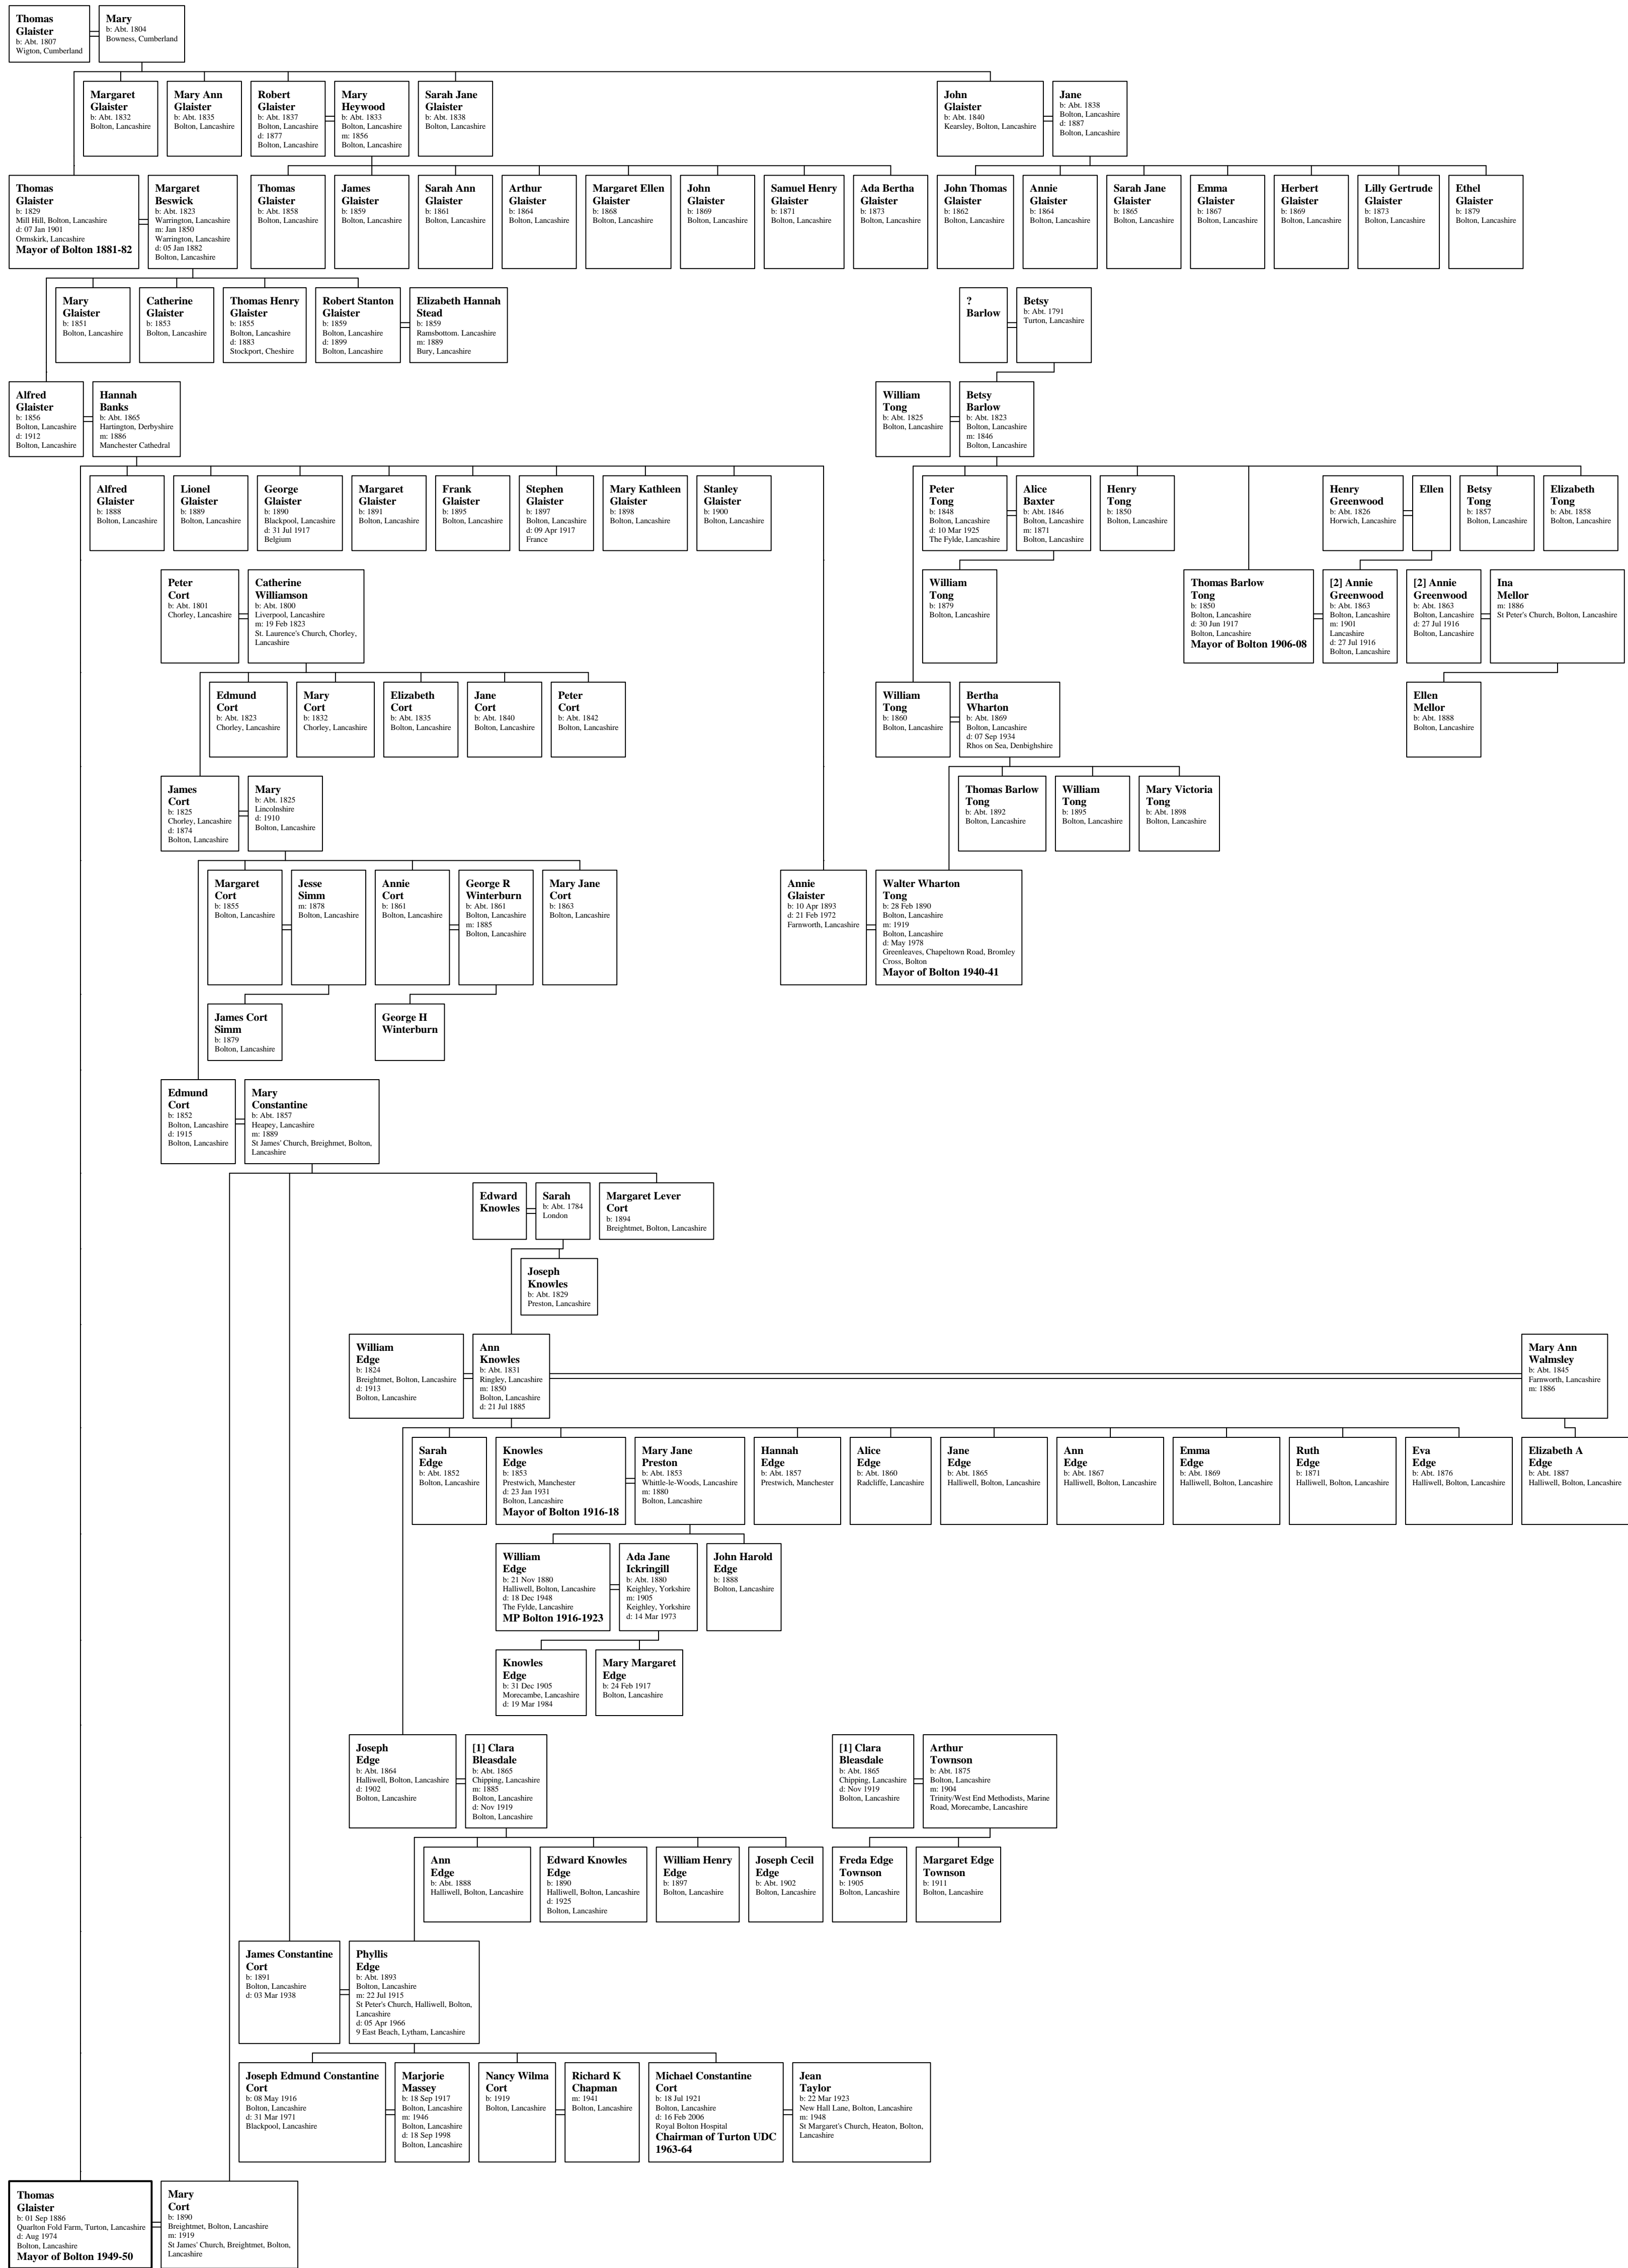 Thomas
Glaister
b: Abt. 1807
Wigton, Cumberland
Mary
b: Abt. 1804
Bowness, Cumberland
Margaret
Glaister
b: Abt. 1832
Bolton, Lancashire
Mary Ann
Glaister
b: Abt. 1835
Bolton, Lancashire
Robert
Glaister
b: Abt. 1837
Bolton, Lancashire
d: 1877
Bolton, Lancashire
Mary
Heywood
b: Abt. 1833
Bolton, Lancashire
m: 1856
Bolton, Lancashire
Sarah Jane
Glaister
b: Abt. 1838
Bolton, Lancashire
John
Glaister
b: Abt. 1840
Kearsley, Bolton, Lancashire
Jane
b: Abt. 1838
Bolton, Lancashire
d: 1887
Bolton, Lancashire
Thomas
Glaister
b: 1829
Mill Hill, Bolton, Lancashire
d: 07 Jan 1901
Ormskirk, Lancashire
Mayor of Bolton 1881-82
Margaret
Beswick
b: Abt. 1823
Warrington, Lancashire
m: Jan 1850
Warrington, Lancashire
d: 05 Jan 1882
Bolton, Lancashire
Thomas
Glaister
b: Abt. 1858
Bolton, Lancashire
James
Glaister
b: 1859
Bolton, Lancashire
Sarah Ann
Glaister
b: 1861
Bolton, Lancashire
Arthur
Glaister
b: 1864
Bolton, Lancashire
Margaret Ellen
Glaister
b: 1868
Bolton, Lancashire
John
Glaister
b: 1869
Bolton, Lancashire
Samuel Henry
Glaister
b: 1871
Bolton, Lancashire
Ada Bertha
Glaister
b: 1873
Bolton, Lancashire
John Thomas
Glaister
b: 1862
Bolton, Lancashire
Annie
Glaister
b: 1864
Bolton, Lancashire
Sarah Jane
Glaister
b: 1865
Bolton, Lancashire
Emma
Glaister
b: 1867
Bolton, Lancashire
Herbert
Glaister
b: 1869
Bolton, Lancashire
Lilly Gertrude
Glaister
b: 1873
Bolton, Lancashire
Ethel
Glaister
b: 1879
Bolton, Lancashire
Mary
Glaister
b: 1851
Bolton, Lancashire
Catherine
Glaister
b: 1853
Bolton, Lancashire
Thomas Henry
Glaister
b: 1855
Bolton, Lancashire
d: 1883
Stockport, Cheshire
Robert Stanton
Glaister
b: 1859
Bolton, Lancashire
d: 1899
Bolton, Lancashire
Elizabeth Hannah
Stead
b: 1859
Ramsbottom. Lancashire
m: 1889
Bury, Lancashire
?
Barlow
Betsy
b: Abt. 1791
Turton, Lancashire
Alfred
Glaister
b: 1856
Bolton, Lancashire
d: 1912
Bolton, Lancashire
Hannah
Banks
b: Abt. 1865
Hartington, Derbyshire
m: 1886
Manchester Cathedral
William
Tong
b: Abt. 1825
Bolton, Lancashire
Betsy
Barlow
b: Abt. 1823
Bolton, Lancashire
m: 1846
Bolton, Lancashire
Alfred
Glaister
b: 1888
Bolton, Lancashire
Lionel
Glaister
b: 1889
Bolton, Lancashire
George
Glaister
b: 1890
Blackpool, Lancashire
d: 31 Jul 1917
Belgium
Margaret
Glaister
b: 1891
Bolton, Lancashire
Frank
Glaister
b: 1895
Bolton, Lancashire
Stephen
Glaister
b: 1897
Bolton, Lancashire
d: 09 Apr 1917
France
Mary Kathleen
Glaister
b: 1898
Bolton, Lancashire
Stanley
Glaister
b: 1900
Bolton, Lancashire
Peter
Tong
b: 1848
Bolton, Lancashire
d: 10 Mar 1925
The Fylde, Lancashire
Alice
Baxter
b: Abt. 1846
Bolton, Lancashire
m: 1871
Bolton, Lancashire
Henry
Tong
b: 1850
Bolton, Lancashire
Henry
Greenwood
b: Abt. 1826
Horwich, Lancashire
Ellen
Betsy
Tong
b: 1857
Bolton, Lancashire
Elizabeth
Tong
b: Abt. 1858
Bolton, Lancashire
Peter
Cort
b: Abt. 1801
Chorley, Lancashire
Catherine
Williamson
b: Abt. 1800
Liverpool, Lancashire
m: 19 Feb 1823
St. Laurence's Church, Chorley,
Lancashire
William
Tong
b: 1879
Bolton, Lancashire
Thomas Barlow
Tong
b: 1850
Bolton, Lancashire
d: 30 Jun 1917
Bolton, Lancashire
Mayor of Bolton 1906-08
[2] Annie
Greenwood
b: Abt. 1863
Bolton, Lancashire
m: 1901
Lancashire
d: 27 Jul 1916
Bolton, Lancashire
[2] Annie
Greenwood
b: Abt. 1863
Bolton, Lancashire
d: 27 Jul 1916
Bolton, Lancashire
Ina
Mellor
m: 1886
St Peter's Church, Bolton, Lancashire
Edmund
Cort
b: Abt. 1823
Chorley, Lancashire
Mary
Cort
b: 1832
Chorley, Lancashire
Elizabeth
Cort
b: Abt. 1835
Bolton, Lancashire
Jane
Cort
b: Abt. 1840
Bolton, Lancashire
Peter
Cort
b: Abt. 1842
Bolton, Lancashire
William
Tong
b: 1860
Bolton, Lancashire
Bertha
Wharton
b: Abt. 1869
Bolton, Lancashire
d: 07 Sep 1934
Rhos on Sea, Denbighshire
Ellen
Mellor
b: Abt. 1888
Bolton, Lancashire
James
Cort
b: 1825
Chorley, Lancashire
d: 1874
Bolton, Lancashire
Mary
b: Abt. 1825
Lincolnshire
d: 1910
Bolton, Lancashire
Thomas Barlow
Tong
b: Abt. 1892
Bolton, Lancashire
William
Tong
b: 1895
Bolton, Lancashire
Mary Victoria
Tong
b: Abt. 1898
Bolton, Lancashire
Margaret
Cort
b: 1855
Bolton, Lancashire
Jesse
Simm
m: 1878
Bolton, Lancashire
Annie
Cort
b: 1861
Bolton, Lancashire
George R
Winterburn
b: Abt. 1861
Bolton, Lancashire
m: 1885
Bolton, Lancashire
Mary Jane
Cort
b: 1863
Bolton, Lancashire
Annie
Glaister
b: 10 Apr 1893
d: 21 Feb 1972
Farnworth, Lancashire
Walter Wharton
Tong
b: 28 Feb 1890
Bolton, Lancashire
m: 1919
Bolton, Lancashire
d: May 1978
Greenleaves, Chapeltown Road, Bromley
Cross, Bolton
Mayor of Bolton 1940-41
James Cort
Simm
b: 1879
Bolton, Lancashire
George H
Winterburn
Edmund
Cort
b: 1852
Bolton, Lancashire
d: 1915
Bolton, Lancashire
Mary
Constantine
b: Abt. 1857
Heapey, Lancashire
m: 1889
St James' Church, Breighmet, Bolton,
Lancashire
Edward
Knowles
Sarah
b: Abt. 1784
London
Margaret Lever
Cort
b: 1894
Breightmet, Bolton, Lancashire
Joseph
Knowles
b: Abt. 1829
Preston, Lancashire
William
Edge
b: 1824
Breightmet, Bolton, Lancashire
d: 1913
Bolton, Lancashire
Ann
Knowles
b: Abt. 1831
Ringley, Lancashire
m: 1850
Bolton, Lancashire
d: 21 Jul 1885
Mary Ann
Walmsley
b: Abt. 1845
Farnworth, Lancashire
m: 1886
Sarah
Edge
b: Abt. 1852
Bolton, Lancashire
Knowles
Edge
b: 1853
Prestwich, Manchester
d: 23 Jan 1931
Bolton, Lancashire
Mayor of Bolton 1916-18
Mary Jane
Preston
b: Abt. 1853
Whittle-le-Woods, Lancashire
m: 1880
Bolton, Lancashire
Hannah
Edge
b: Abt. 1857
Prestwich, Manchester
Alice
Edge
b: Abt. 1860
Radcliffe, Lancashire
Jane
Edge
b: Abt. 1865
Halliwell, Bolton, Lancashire
Ann
Edge
b: Abt. 1867
Halliwell, Bolton, Lancashire
Emma
Edge
b: Abt. 1869
Halliwell, Bolton, Lancashire
Ruth
Edge
b: 1871
Halliwell, Bolton, Lancashire
Eva
Edge
b: Abt. 1876
Halliwell, Bolton, Lancashire
Elizabeth A
Edge
b: Abt. 1887
Halliwell, Bolton, Lancashire
William
Edge
b: 21 Nov 1880
Halliwell, Bolton, Lancashire
d: 18 Dec 1948
The Fylde, Lancashire
MP Bolton 1916-1923
Ada Jane
Ickringill
b: Abt. 1880
Keighley, Yorkshire
m: 1905
Keighley, Yorkshire
d: 14 Mar 1973
John Harold
Edge
b: 1888
Bolton, Lancashire
Knowles
Edge
b: 31 Dec 1905
Morecambe, Lancashire
d: 19 Mar 1984
Mary Margaret
Edge
b: 24 Feb 1917
Bolton, Lancashire
Joseph
Edge
b: Abt. 1864
Halliwell, Bolton, Lancashire
d: 1902
Bolton, Lancashire
[1] Clara
Bleasdale
b: Abt. 1865
Chipping, Lancashire
m: 1885
Bolton, Lancashire
d: Nov 1919
Bolton, Lancashire
[1] Clara
Bleasdale
b: Abt. 1865
Chipping, Lancashire
d: Nov 1919
Bolton, Lancashire
Arthur
Townson
b: Abt. 1875
Bolton, Lancashire
m: 1904
Trinity/West End Methodists, Marine
Road, Morecambe, Lancashire
Ann
Edge
b: Abt. 1888
Halliwell, Bolton, Lancashire
Edward Knowles
Edge
b: 1890
Halliwell, Bolton, Lancashire
d: 1925
Bolton, Lancashire
William Henry
Edge
b: 1897
Bolton, Lancashire
Joseph Cecil
Edge
b: Abt. 1902
Bolton, Lancashire
Freda Edge
Townson
b: 1905
Bolton, Lancashire
Margaret Edge
Townson
b: 1911
Bolton, Lancashire
James Constantine
Cort
b: 1891
Bolton, Lancashire
d: 03 Mar 1938
Phyllis
Edge
b: Abt. 1893
Bolton, Lancashire
m: 22 Jul 1915
St Peter's Church, Halliwell, Bolton,
Lancashire
d: 05 Apr 1966
9 East Beach, Lytham, Lancashire
Joseph Edmund Constantine
Cort
b: 08 May 1916
Bolton, Lancashire
d: 31 Mar 1971
Blackpool, Lancashire
Marjorie
Massey
b: 18 Sep 1917
Bolton, Lancashire
m: 1946
Bolton, Lancashire
d: 18 Sep 1998
Bolton, Lancashire
Nancy Wilma
Cort
b: 1919
Bolton, Lancashire
Richard K
Chapman
m: 1941
Bolton, Lancashire
Michael Constantine
Cort
b: 18 Jul 1921
Bolton, Lancashire
d: 16 Feb 2006
Royal Bolton Hospital
Chairman of Turton UDC
1963-64
Jean
Taylor
b: 22 Mar 1923
New Hall Lane, Bolton, Lancashire
m: 1948
St Margaret's Church, Heaton, Bolton,
Lancashire
Thomas
Glaister
b: 01 Sep 1886
Quarlton Fold Farm, Turton, Lancashire
d: Aug 1974
Bolton, Lancashire
Mayor of Bolton 1949-50
Mary
Cort
b: 1890
Breightmet, Bolton, Lancashire
m: 1919
St James' Church, Breightmet, Bolton,
Lancashire